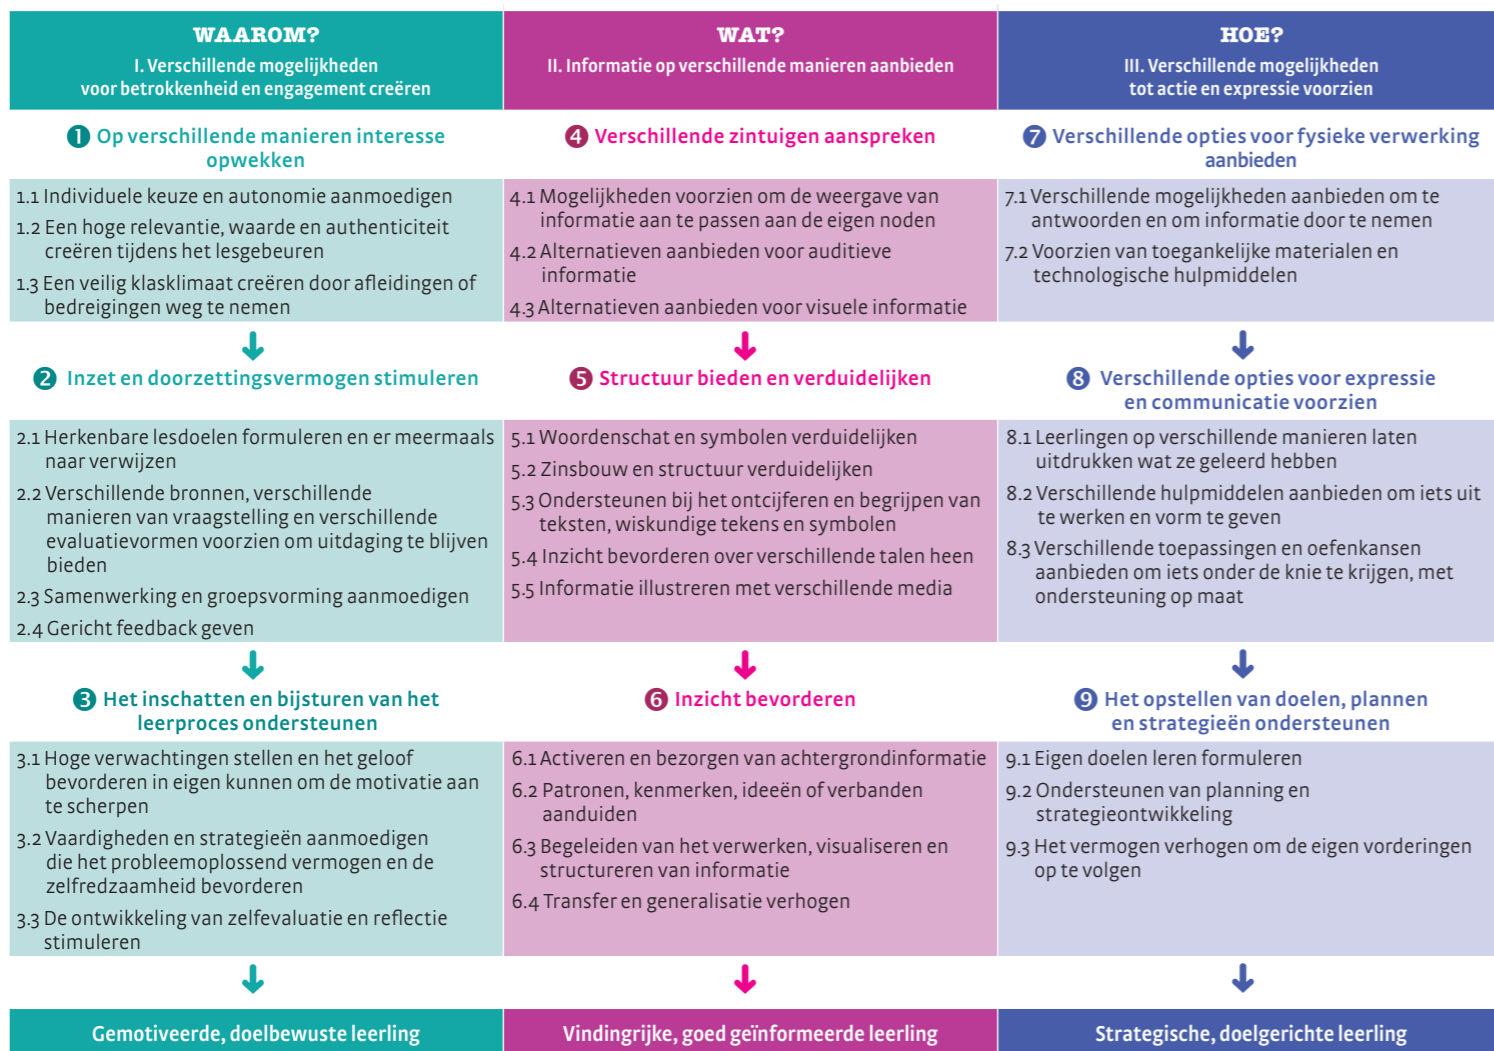 WAAROM?
I. Verschillende mogelijkheden
voor betrokkenheid en engagement creëren
❶ Op verschillende manieren interesse
opwekken
1.1 Individuele keuze en autonomie aanmoedigen
1.2 Een hoge relevantie, waarde en authenticiteit
creëren tijdens het lesgebeuren
1.3 Een veilig klasklimaat creëren door afleidingen of
bedreigingen weg te nemen
❷ Inzet en doorzettingsvermogen stimuleren
2.1 Herkenbare lesdoelen formuleren en er meermaals
naar verwijzen
2.2 Verschillende bronnen, verschillende
manieren van vraagstelling en verschillende
evaluatievormen voorzien om uitdaging te blijven
bieden
2.3 Samenwerking en groepsvorming aanmoedigen
2.4 Gericht feedback geven
❸ Het inschatten en bijsturen van het
leerproces ondersteunen
3.1 Hoge verwachtingen stellen en het geloof
bevorderen in eigen kunnen om de motivatie aan
te scherpen
3.2 Vaardigheden en strategieën aanmoedigen
die het probleemoplossend vermogen en de
zelfredzaamheid bevorderen
3.3 De ontwikkeling van zelfevaluatie en reflectie
stimuleren
Gemotiveerde, doelbewuste leerling
WAT?
II. Informatie op verschillende manieren aanbieden
❹ Verschillende zintuigen aanspreken
4.1 Mogelijkheden voorzien om de weergave van
informatie aan te passen aan de eigen noden
4.2 Alternatieven aanbieden voor auditieve
informatie
4.3 Alternatieven aanbieden voor visuele informatie
❺ Structuur bieden en verduidelijken
5.1 Woordenschat en symbolen verduidelijken
5.2 Zinsbouw en structuur verduidelijken
5.3 Ondersteunen bij het ontcijferen en begrijpen van
teksten, wiskundige tekens en symbolen
5.4 Inzicht bevorderen over verschillende talen heen
5.5 Informatie illustreren met verschillende media
❻ Inzicht bevorderen
6.1 Activeren en bezorgen van achtergrondinformatie
6.2 Patronen, kenmerken, ideeën of verbanden
aanduiden
6.3 Begeleiden van het verwerken, visualiseren en
structureren van informatie
6.4 Transfer en generalisatie verhogen
Vindingrijke, goed geïnformeerde leerling
HOE?
III. Verschillende mogelijkheden
tot actie en expressie voorzien
❼ Verschillende opties voor fysieke verwerking
aanbieden
7.1 Verschillende mogelijkheden aanbieden om te
antwoorden en om informatie door te nemen
7.2 Voorzien van toegankelijke materialen en
technologische hulpmiddelen
❽ Verschillende opties voor expressie
en communicatie voorzien
8.1 Leerlingen op verschillende manieren laten
uitdrukken wat ze geleerd hebben
8.2 Verschillende hulpmiddelen aanbieden om iets uit
te werken en vorm te geven
8.3 Verschillende toepassingen en oefenkansen
aanbieden om iets onder de knie te krijgen, met
ondersteuning op maat
❾ Het opstellen van doelen, plannen
en strategieën ondersteunen
9.1 Eigen doelen leren formuleren
9.2 Ondersteunen van planning en
strategieontwikkeling
9.3 Het vermogen verhogen om de eigen vorderingen
op te volgen
Strategische, doelgerichte leerling